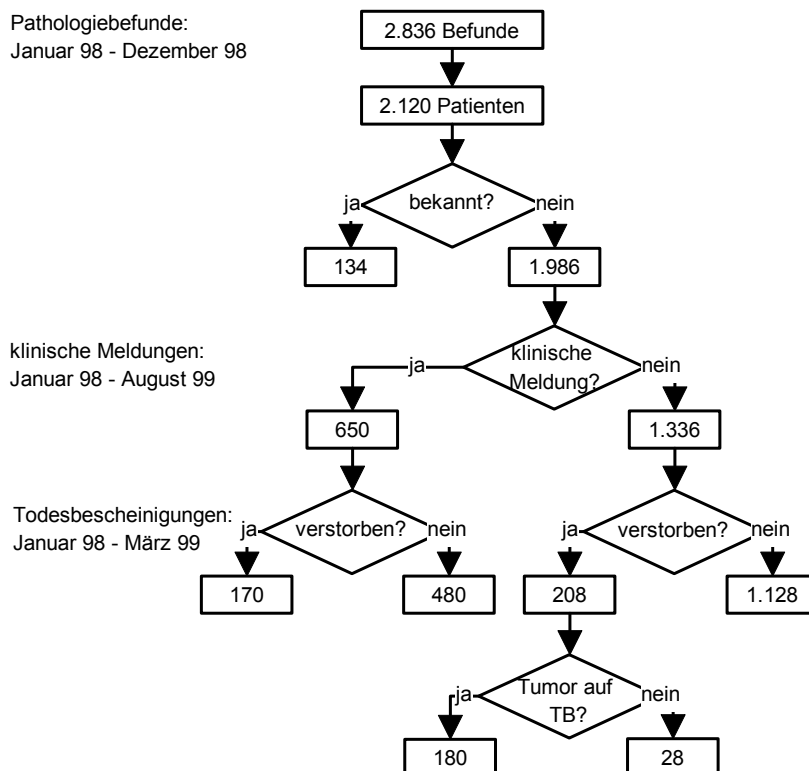 Pathologiebefunde:
Januar 98 - Dezember 98
2.836 Befunde
2.120 Patienten
ja
bekannt?
nein
134
1.986
klinische Meldungen:
Januar 98 - August 99
ja
klinische
Meldung?
nein
650
1.336
Todesbescheinigungen:
Januar 98 - März 99
ja
verstorben?
nein
ja
verstorben?
nein
170
480
208
1.128
ja
Tumor auf
TB?
nein
180
28